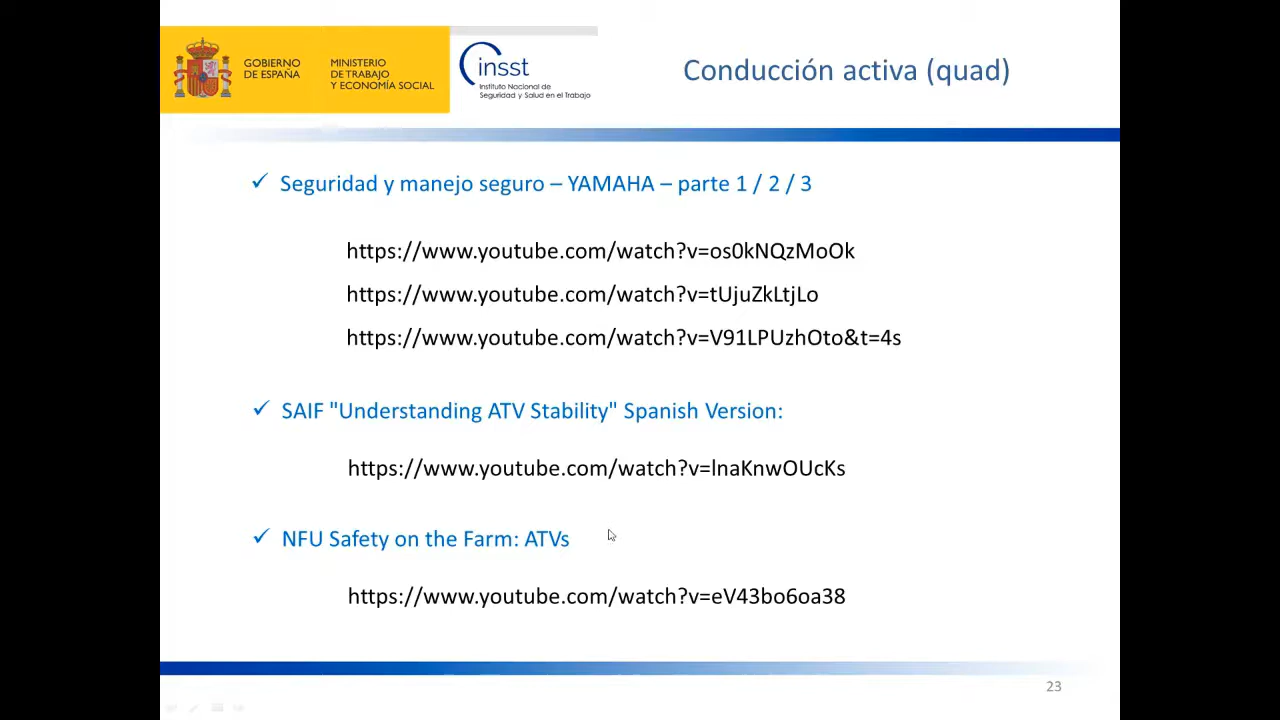 GOBIERNO
DE ESPAÑA
MINISTERIO
DE TRABAJO
Y ECONOMÍA SOCIAL
insst
Instituto Nacional de
Seguridad y Salud en el Trabajo
Conducción activa (quad)
✓ Seguridad y manejo seguro – YAMAHA – parte 1 / 2 / 3
https://www.youtube.com/watch?v=os0kNQzMoOk
https://www.youtube.com/watch?v=tUjuZkLtjLo
https://www.youtube.com/watch?v=V91LPUzhOto&t=4s
✓ SAIF "Understanding ATV Stability" Spanish Version:
https://www.youtube.com/watch?v=lnaKnwOUcKs
✓ NFU Safety on the Farm: ATVs
https://www.youtube.com/watch?v=eV43bo6oa38
23